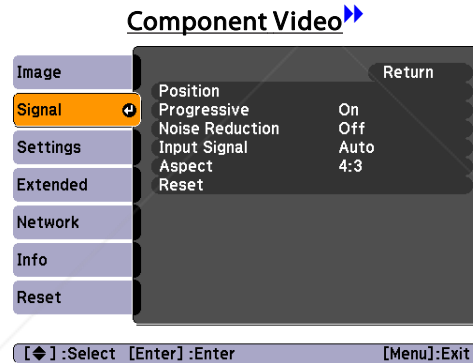 Component Video
Image
Return
Signal
Position
Progressive On
Noise Reduction Off
Settings
Input Signal Auto
Aspect 4:3
Extended
Reset
Network
Info
Reset
[◆] :Select [Enter] :Enter [Menu]:Exit